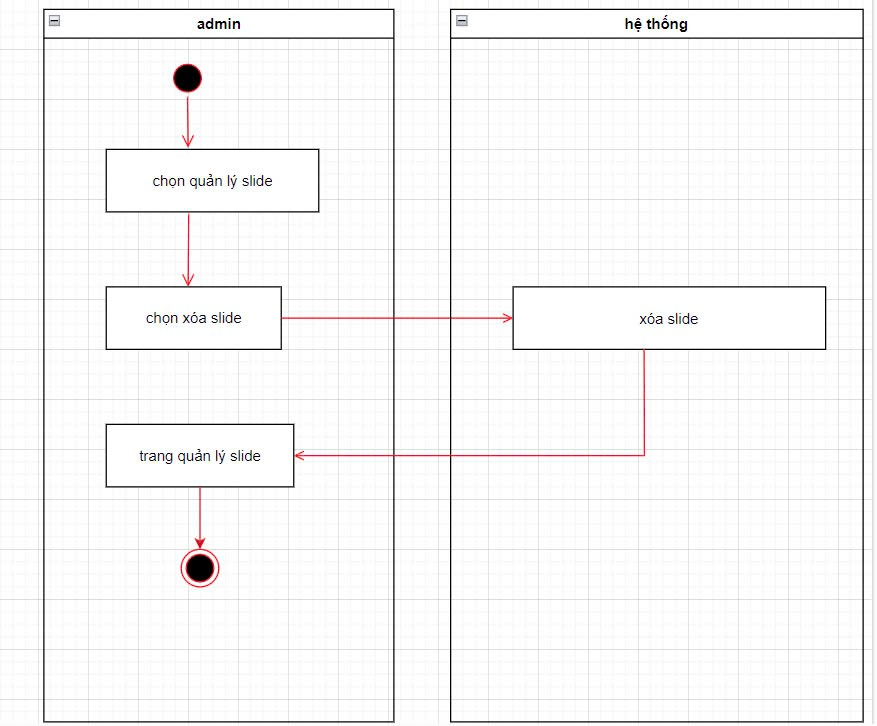 admin
hệ thống
chọn quản lý slide
chọn xóa slide
xóa slide
trang quản lý slide